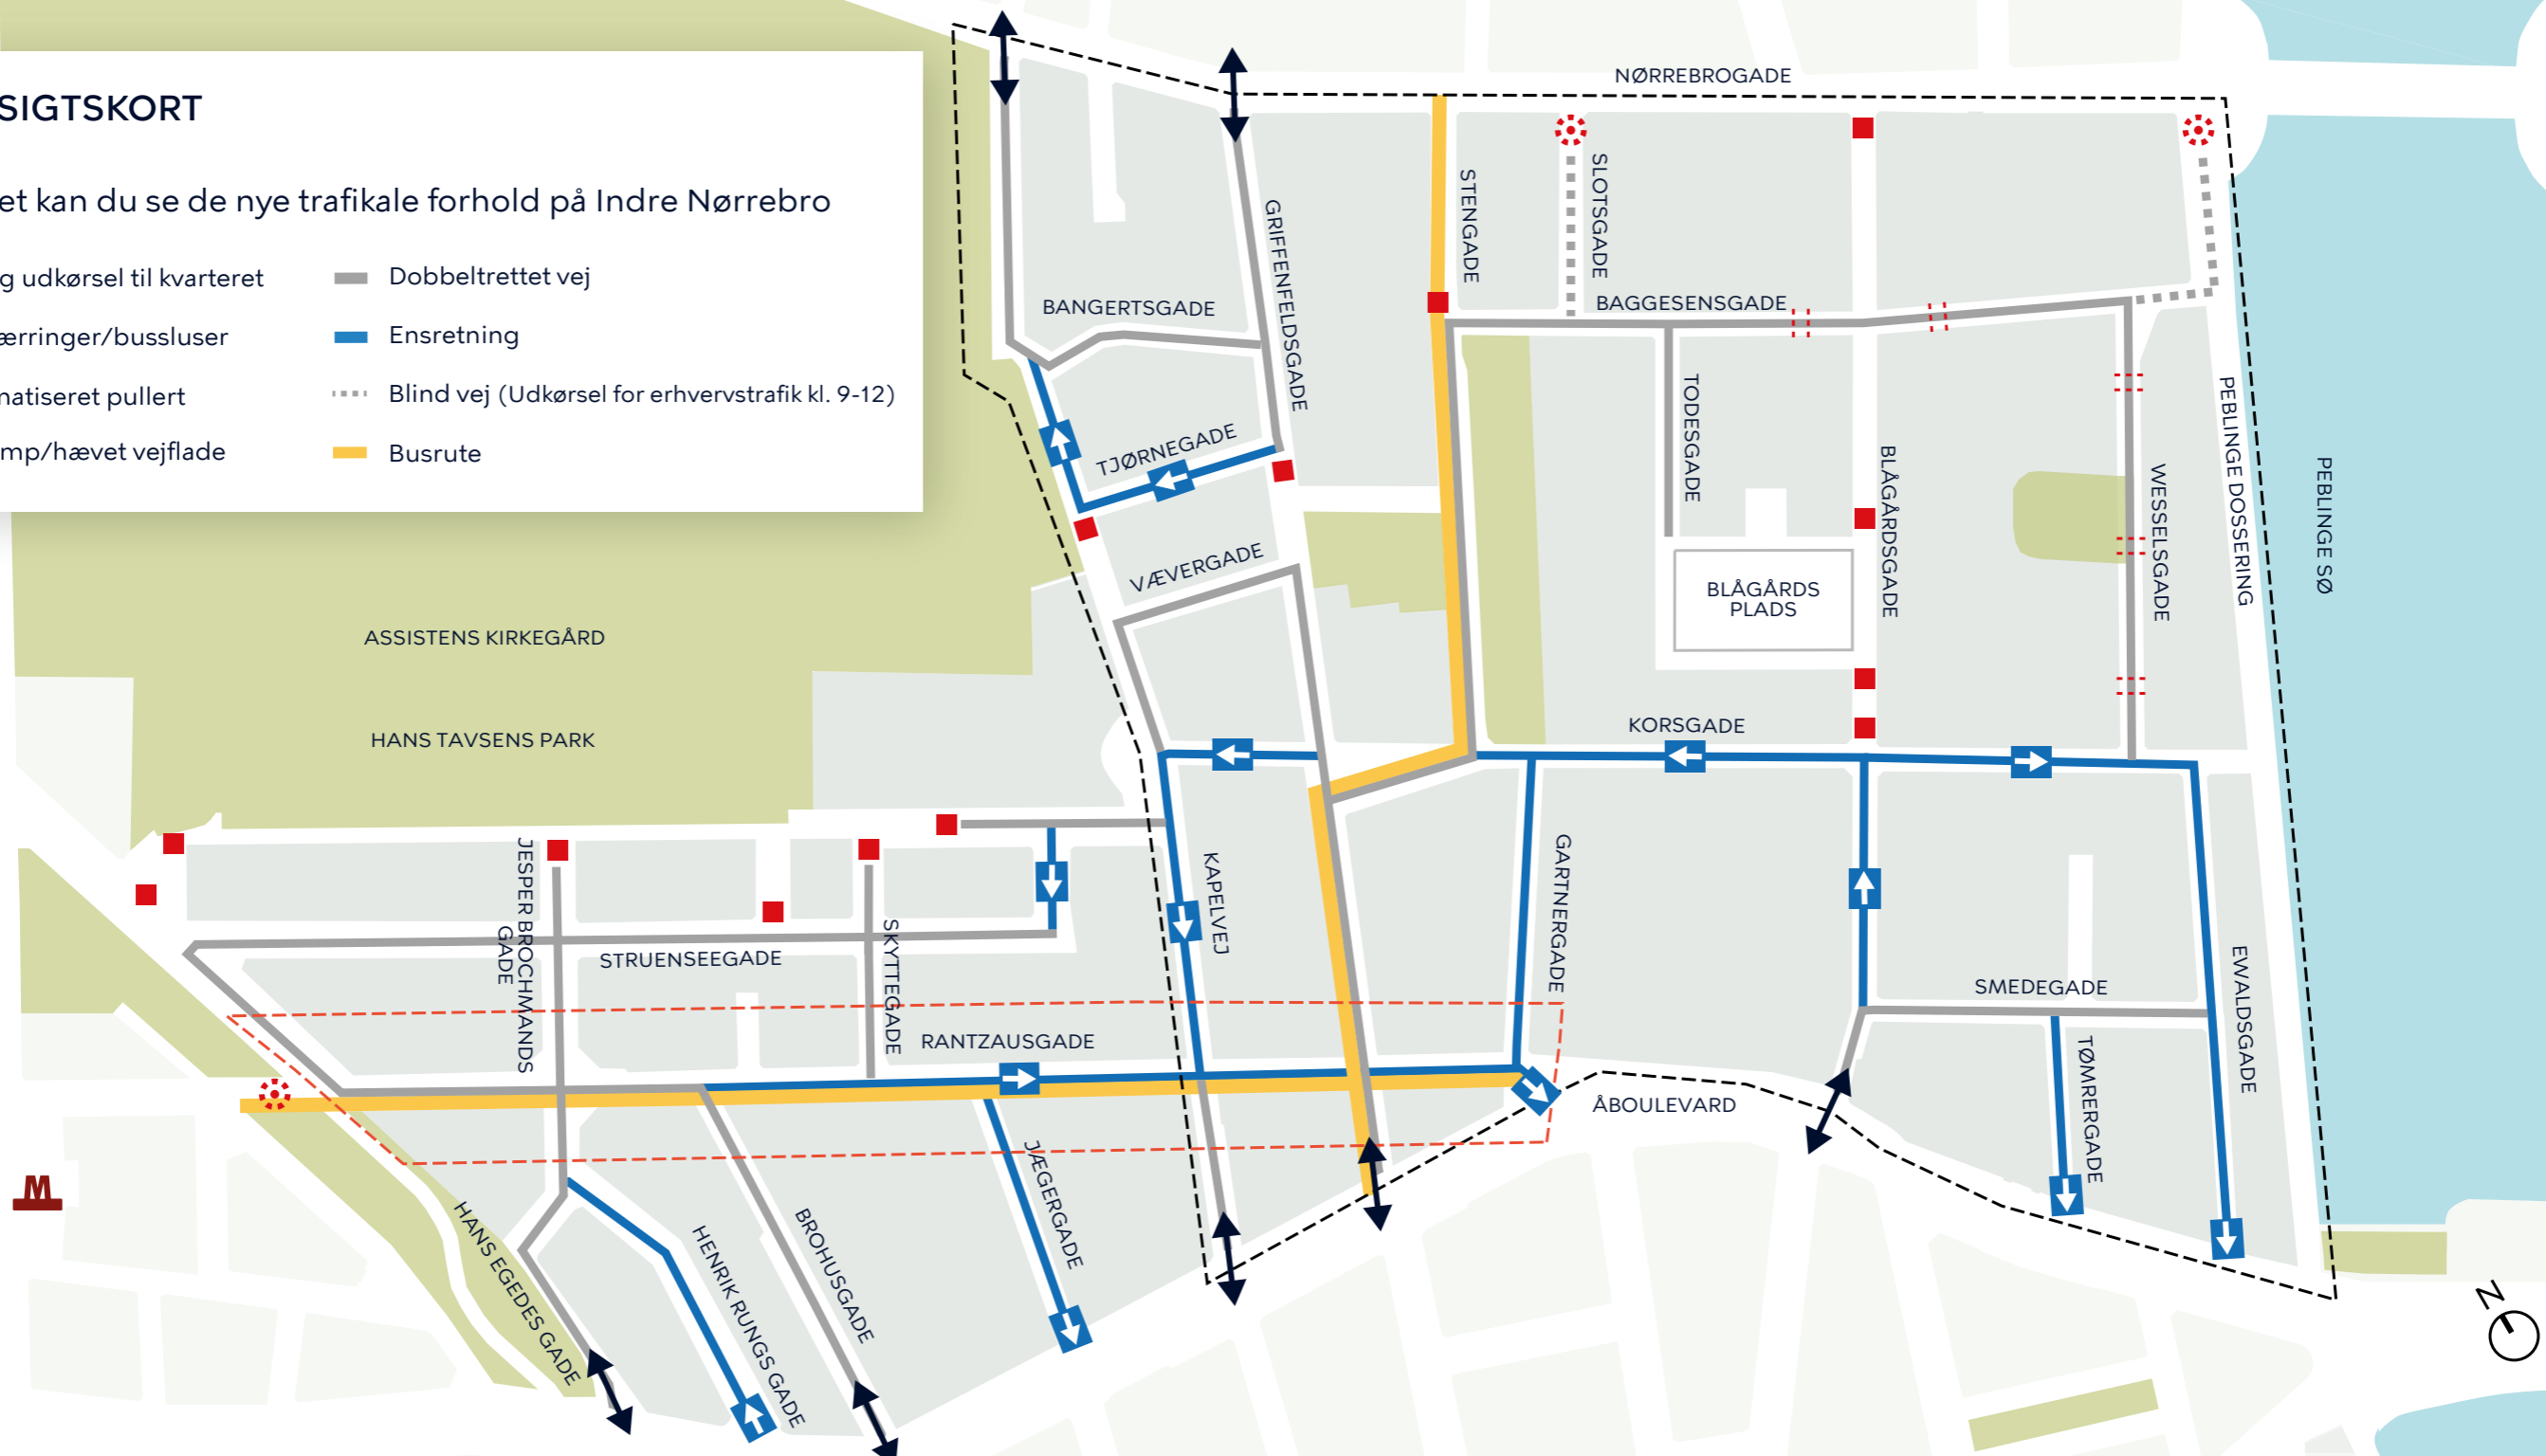 SIGTSKORT
et kan du se de nye trafikale forhold på Indre Nørrebro
g udkørsel til kvarteret
ærringer/bussluser
natiseret pullert
mp/hævet vejflade
Dobbeltrettet vej
Ensretning
Blind vej (Udkørsel for erhvervstrafik kl. 9-12)
Busrute
NØRREBROGADE
STENGADE
SLOTSGADE
GRIFFENFELDSGADE
BANGERTSGADE
BAGGESENSGADE
TJØRNEGADE
TODESGADE
BLÅGÅRDSGADE
WESSELSGADE
PEBLINGE DOSSERING
PEBLINGE SØ
VÆVERGADE
BLÅGÅRDS
PLADS
ASSISTENS KIRKEGÅRD
HANS TAVSENS PARK
KORSGADE
JESPER BROCHMANDS
GADE
STRUENSEEGADE
SKYTTEGADE
KAPELVEJ
GARTNERGADE
SMEDEGADE
EWALDSGADE
RANTZAUSGADE
ÅBOULEVARD
TØMRERGADE
JÆGERGADE
BROHUSGADE
HENRIK RUNGS GADE
HANS EGEDES GADE
M
N